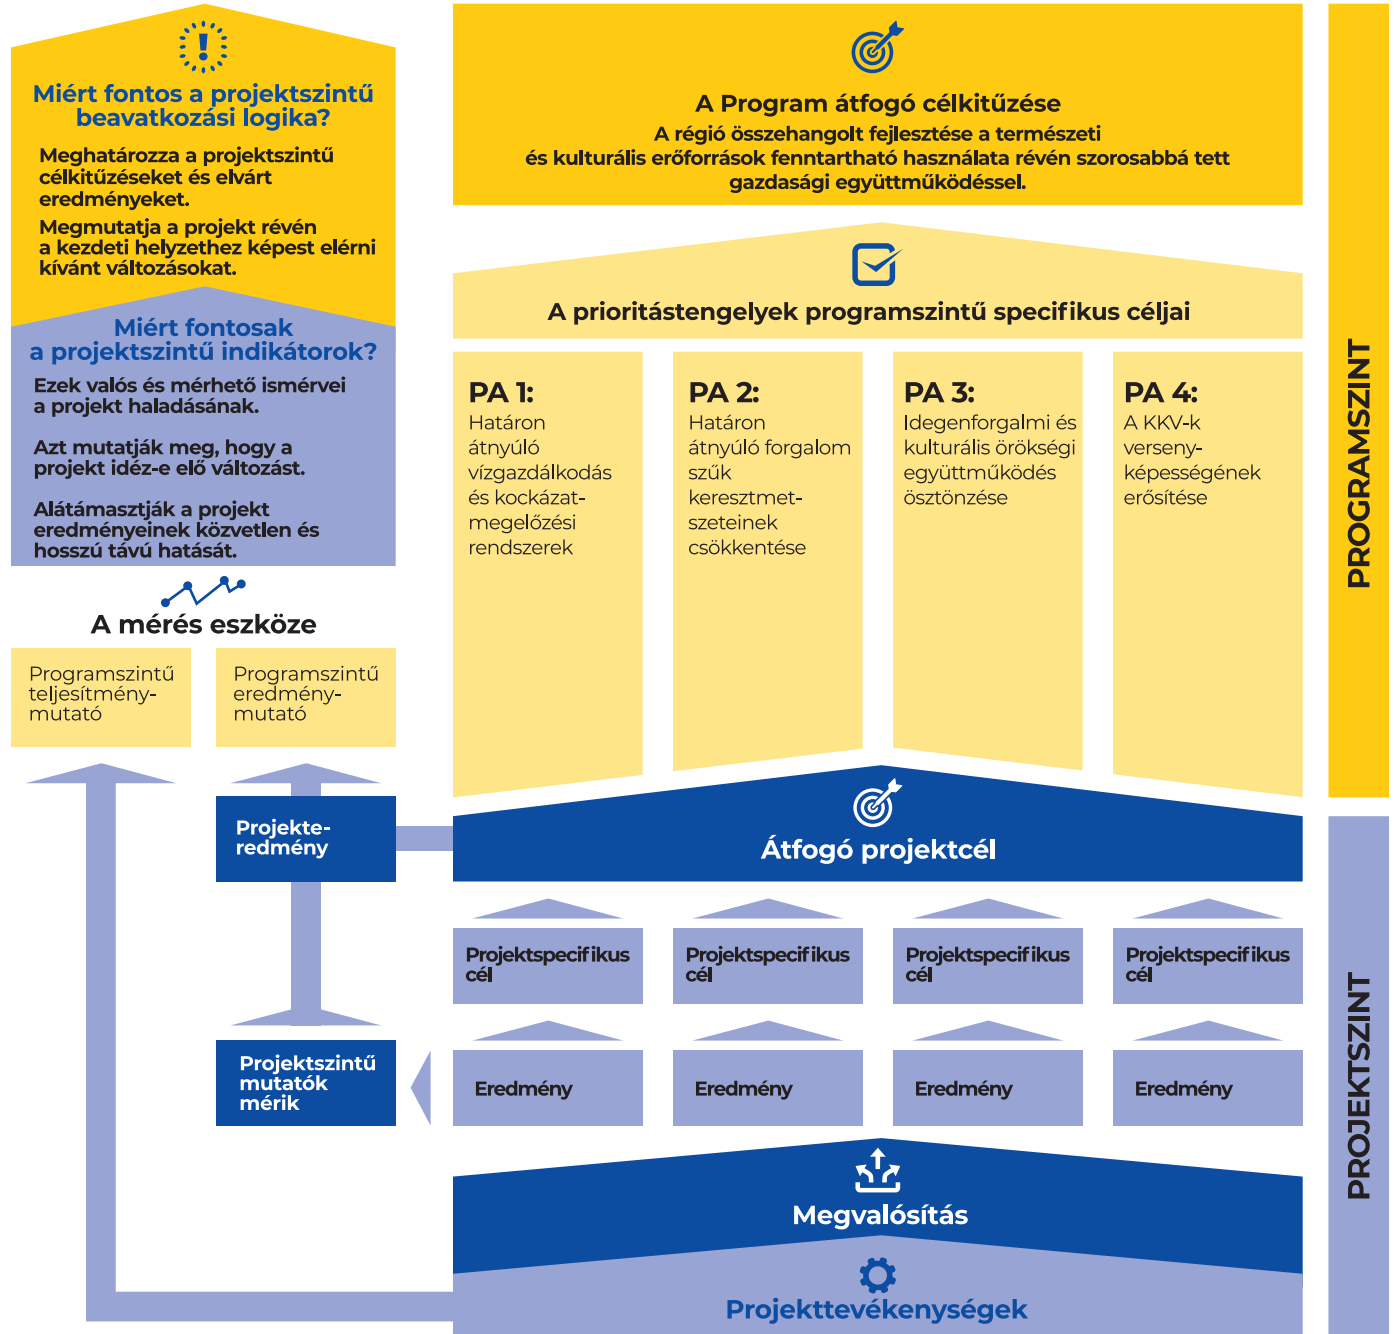 Miért fontos a projektszintű
beavatkozási logika?
Meghatározza a projektszintű
célkitűzéseket és elvárt
eredményeket.
Megmutatja a projekt révén
a kezdeti helyzethez képest elérni
kívánt változásokat.
Miért fontosak
a projektszintű indikátorok?
Ezek valós és mérhető ismérvei
a projekt haladásának.
Azt mutatják meg, hogy a
projekt idéz-e elő változást.
Alátámasztják a projekt
eredményeinek közvetlen és
hosszú távú hatását.
A mérés eszköze
Programszintű
teljesítmény-
mutató
Programszintű
eredmény-
mutató
Projekte-
redmény
Projektszintű
mutatók
mérik
A Program átfogó célkitűzése
A régió összehangolt fejlesztése a természeti
és kulturális erőforrások fenntartható használata révén szorosabbá tett
gazdasági együttműködéssel.
A prioritástengelyek programszintű specifikus céljai
PA 1:
Határon
átnyúló
vízgazdálkodás
és kockázat-
megelőzési
rendszerek
PA 2:
Határon
átnyúló forgalom
szűk
keresztmet-
szeteinek
csökkentése
PA 3:
Idegenforgalmi és
kulturális örökségi
együttműködés
ösztönzése
PA 4:
A KKV-k
verseny-
képességének
erősítése
Átfogó projektcél
Projektspecifikus
cél
Projektspecifikus
cél
Projektspecifikus
cél
Projektspecifikus
cél
Eredmény
Eredmény
Eredmény
Eredmény
Megvalósítás
Projekttevékenységek
PROGRAMSZINT
PROJEKTSZINT